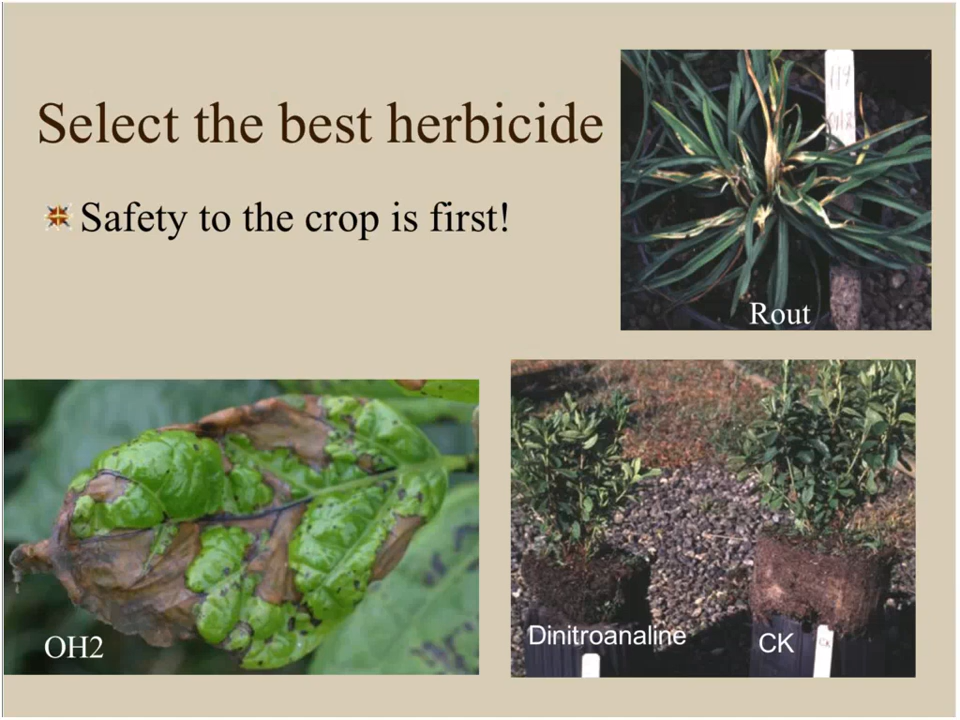 Select the best herbicide
Safety to the crop is first!
Rout
OH2
Dinitroanaline
CK